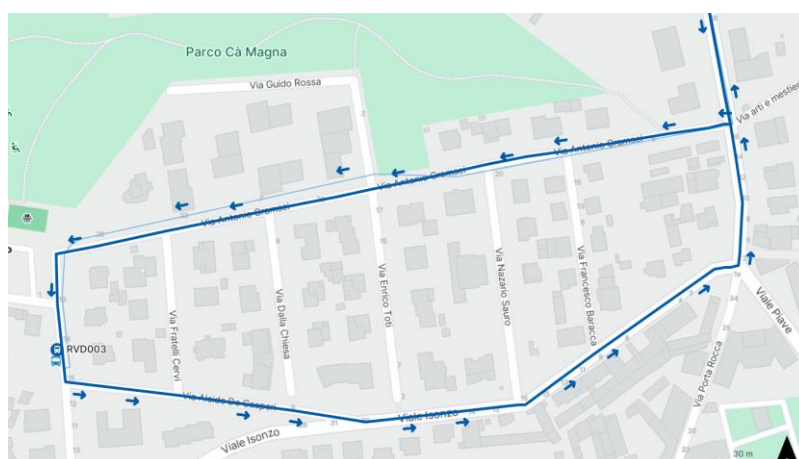 Parco Cà Magna
Via Guido Rossa
Via arti e mestieri
Via Antonio Gramsci
Via Antonio Gramsci
Via Antonio Gramsci
Via Nazario Sauro
Via Francesco Baracca
Via Enrico Toti
Via Dalla Chiesa
Via Fratelli Cervi
RVD003
Viale Piave
Via Porta Rocca
Via Alcide De Gasperi
Viale Isonzo
Viale Isonzo
30 m